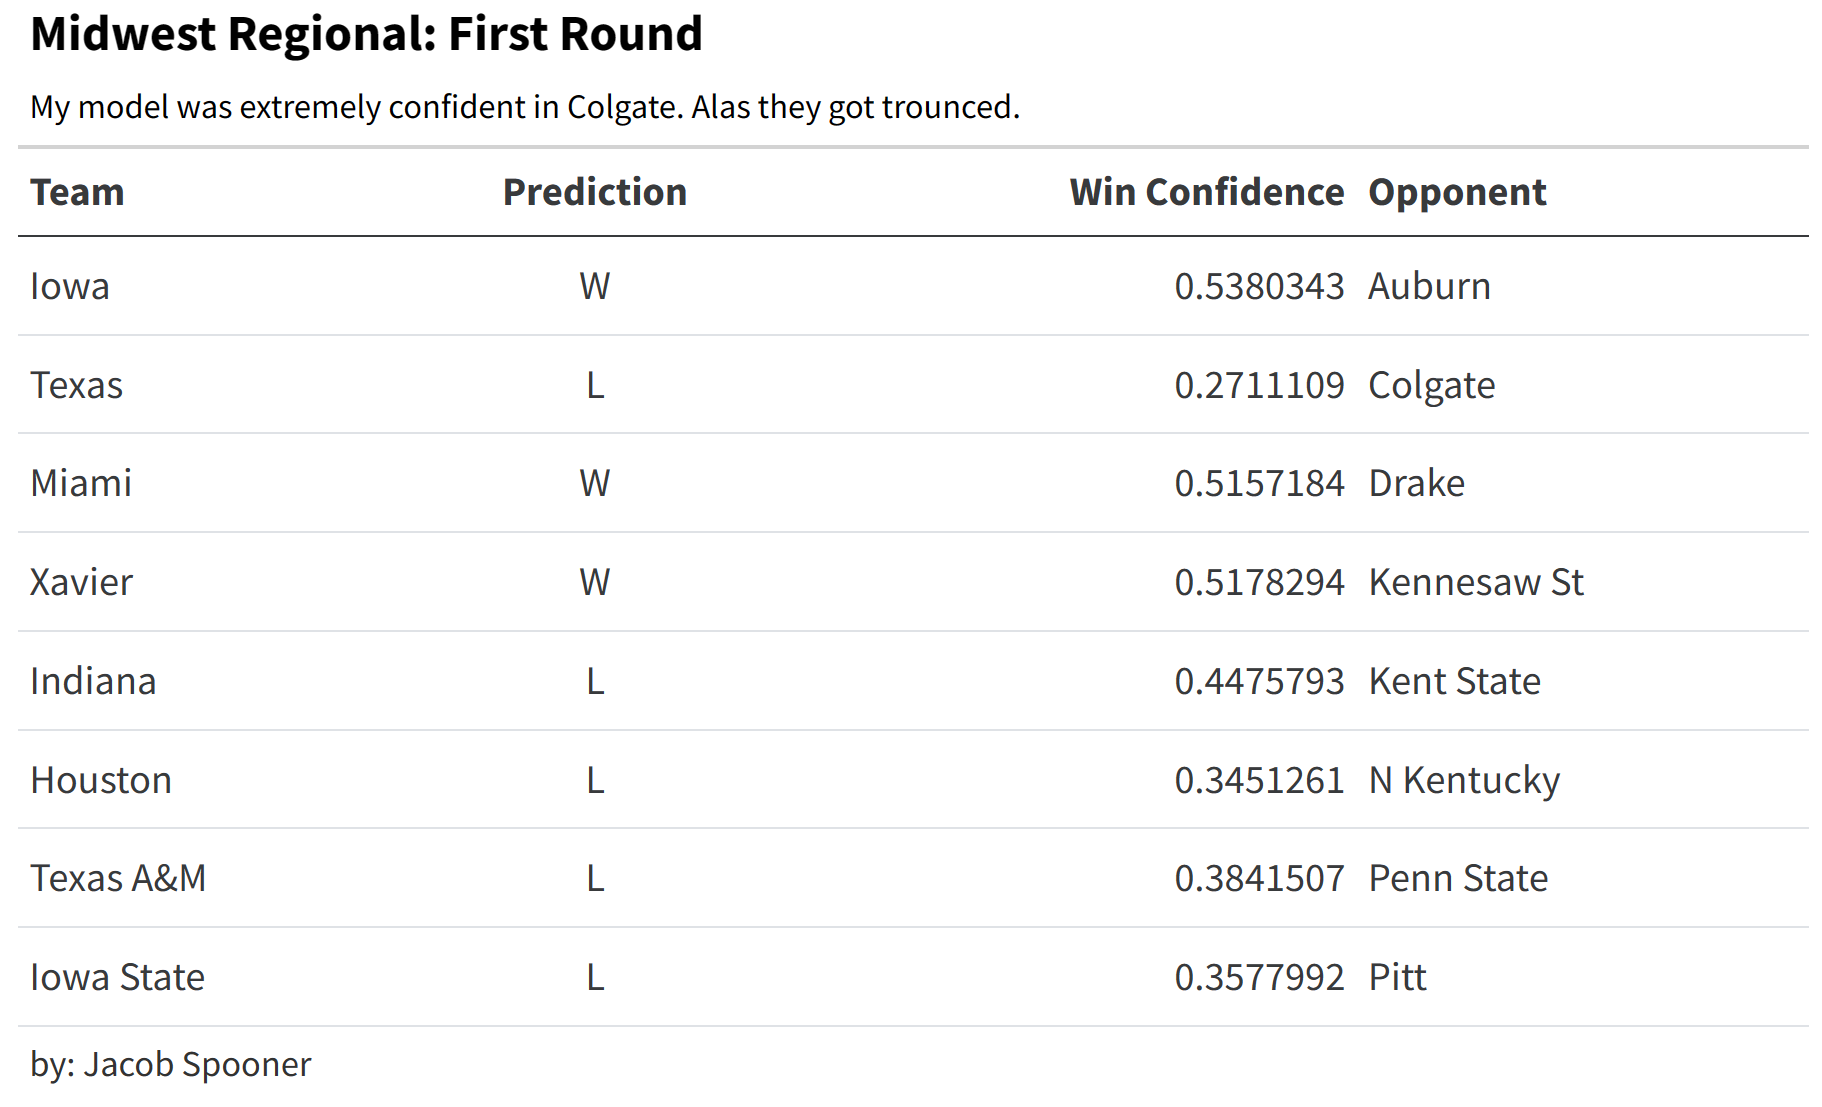 Midwest Regional: First Round
My model was extremely confident in Colgate. Alas they got trounced.
Team Prediction Win Confidence Opponent
Iowa W 0.5380343 Auburn
Texas L 0.2711109 Colgate
Miami W 0.5157184 Drake
Xavier W 0.5178294 Kennesaw St
Indiana L 0.4475793 Kent State
Houston L 0.3451261 N Kentucky
Texas A&M L 0.3841507 Penn State
Iowa State L 0.3577992 Pitt
by: Jacob Spooner